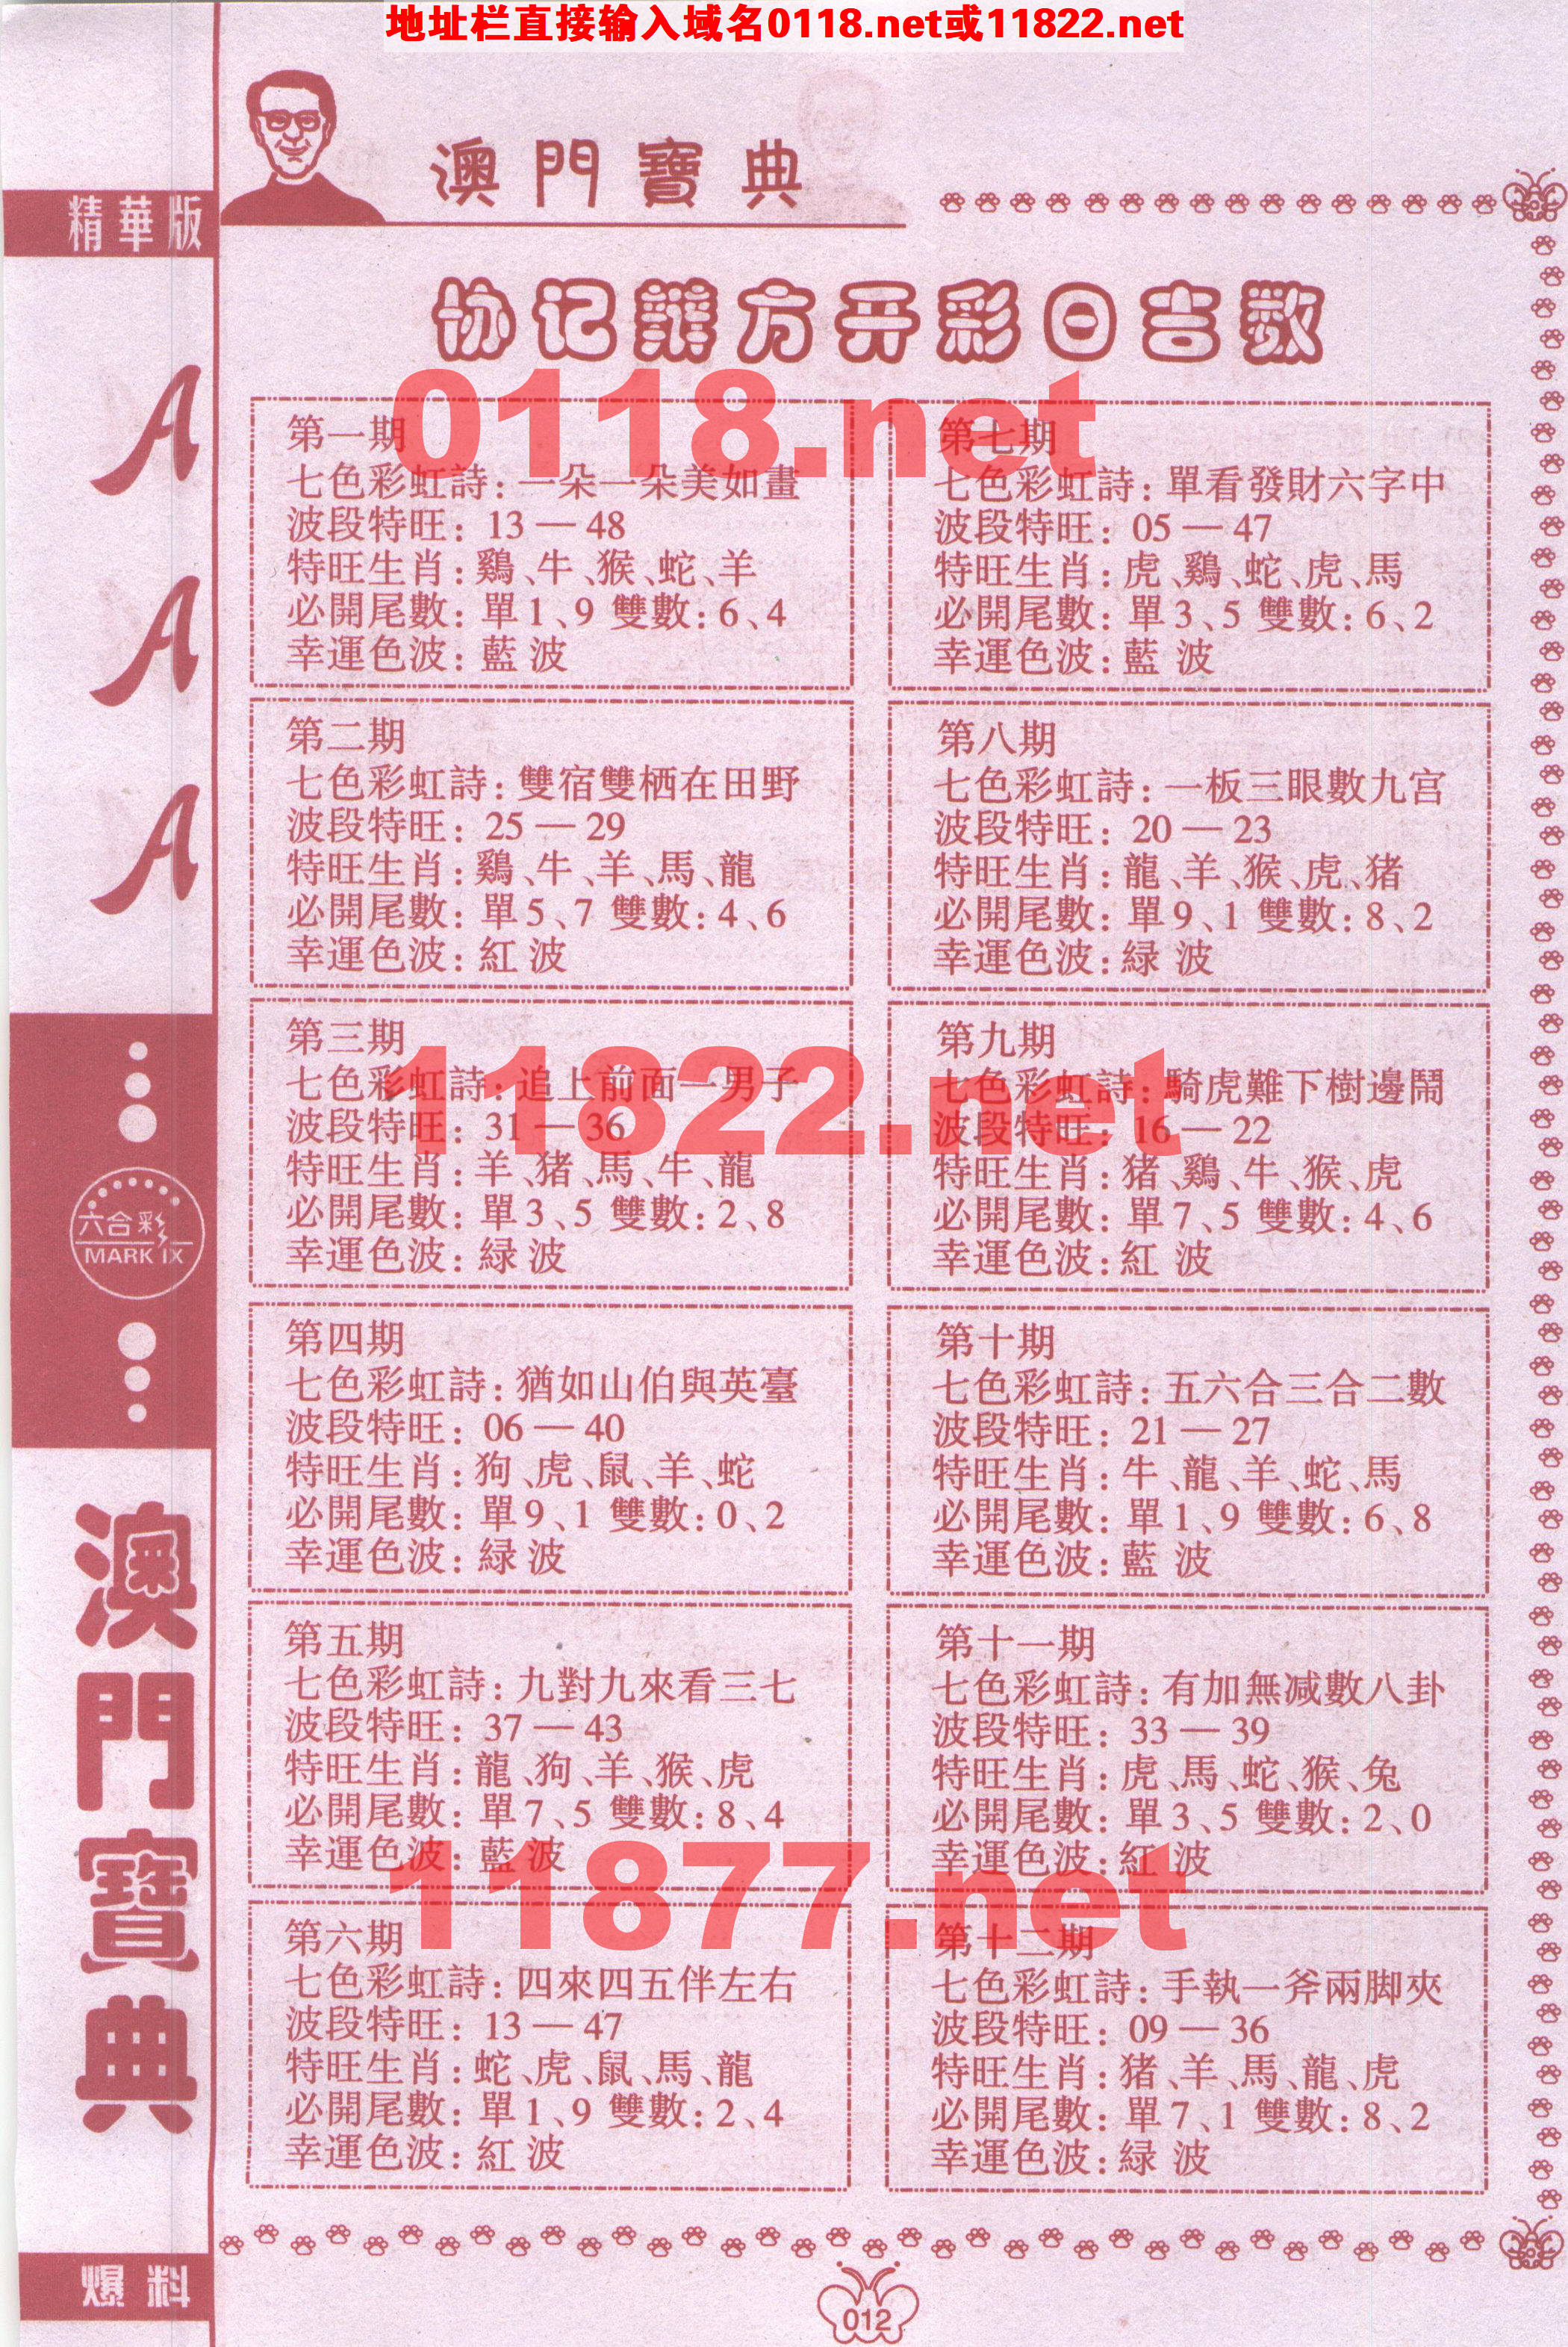 地址栏直接输入域名0118.net或11822.net
澳門寶典
精華版
协记辨方开彩日吉数
A
A
A
六合彩
MARK IX
澳門寶典
爆料
0118.net
11822.net
11877.net
第一期
七色彩虹詩:一朵一朵美如畫
波段特旺:13—48
特旺生肖:鷄、牛、猴、蛇、羊
必開尾數:單1、9 雙數:6、4
幸運色波:藍波
第二期
七色彩虹詩:雙宿雙栖在田野
波段特旺:25—29
特旺生肖:鷄、牛、羊、馬、龍
必開尾數:單5、7 雙數:4、6
幸運色波:紅波
第三期
七色彩虹詩:追上前面一男子
波段特旺:31—36
特旺生肖:羊、猪、馬、牛、龍
必開尾數:單3、5 雙數:2、8
幸運色波:緑波
第四期
七色彩虹詩:猶如山伯與英臺
波段特旺:06—40
特旺生肖:狗、虎、鼠、羊、蛇
必開尾數:單9、1 雙數:0、2
幸運色波:緑波
第五期
七色彩虹詩:九對九來看三七
波段特旺:37—43
特旺生肖:龍、狗、羊、猴、虎
必開尾數:單7、5 雙數:8、4
幸運色波:藍波
第六期
七色彩虹詩:四來四五伴左右
波段特旺:13—47
特旺生肖:蛇、虎、鼠、馬、龍
必開尾數:單1、9 雙數:2、4
幸運色波:紅波
第七期
七色彩虹詩:單看發財六字中
波段特旺:05—47
特旺生肖:虎、鷄、蛇、虎、馬
必開尾數:單3、5 雙數:6、2
幸運色波:藍波
第八期
七色彩虹詩:一板三眼數九宫
波段特旺:20—23
特旺生肖:龍、羊、猴、虎、猪
必開尾數:單9、1 雙數:8、2
幸運色波:緑波
第九期
七色彩虹詩:騎虎難下樹邊鬧
波段特旺:16—22
特旺生肖:猪、鷄、牛、猴、虎
必開尾數:單7、5 雙數:4、6
幸運色波:紅波
第十期
七色彩虹詩:五六合三合二數
波段特旺:21—27
特旺生肖:牛、龍、羊、蛇、馬
必開尾數:單1、9 雙數:6、8
幸運色波:藍波
第十一期
七色彩虹詩:有加無減數八卦
波段特旺:33—39
特旺生肖:虎、馬、蛇、猴、兔
必開尾數:單3、5 雙數:2、0
幸運色波:紅波
第十二期
七色彩虹詩:手執一斧兩脚夾
波段特旺:09—36
特旺生肖:猪、羊、馬、龍、虎
必開尾數:單7、1 雙數:8、2
幸運色波:緑波
012